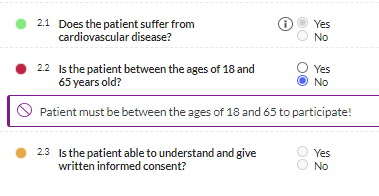 2.1 Does the patient suffer from
cardiovascular disease?
i Yes
No
2.2 Is the patient between the ages of 18 and
65 years old?
Yes
No
Patient must be between the ages of 18 and 65 to participate!
2.3 Is the patient able to understand and give
written informed consent?
Yes
No